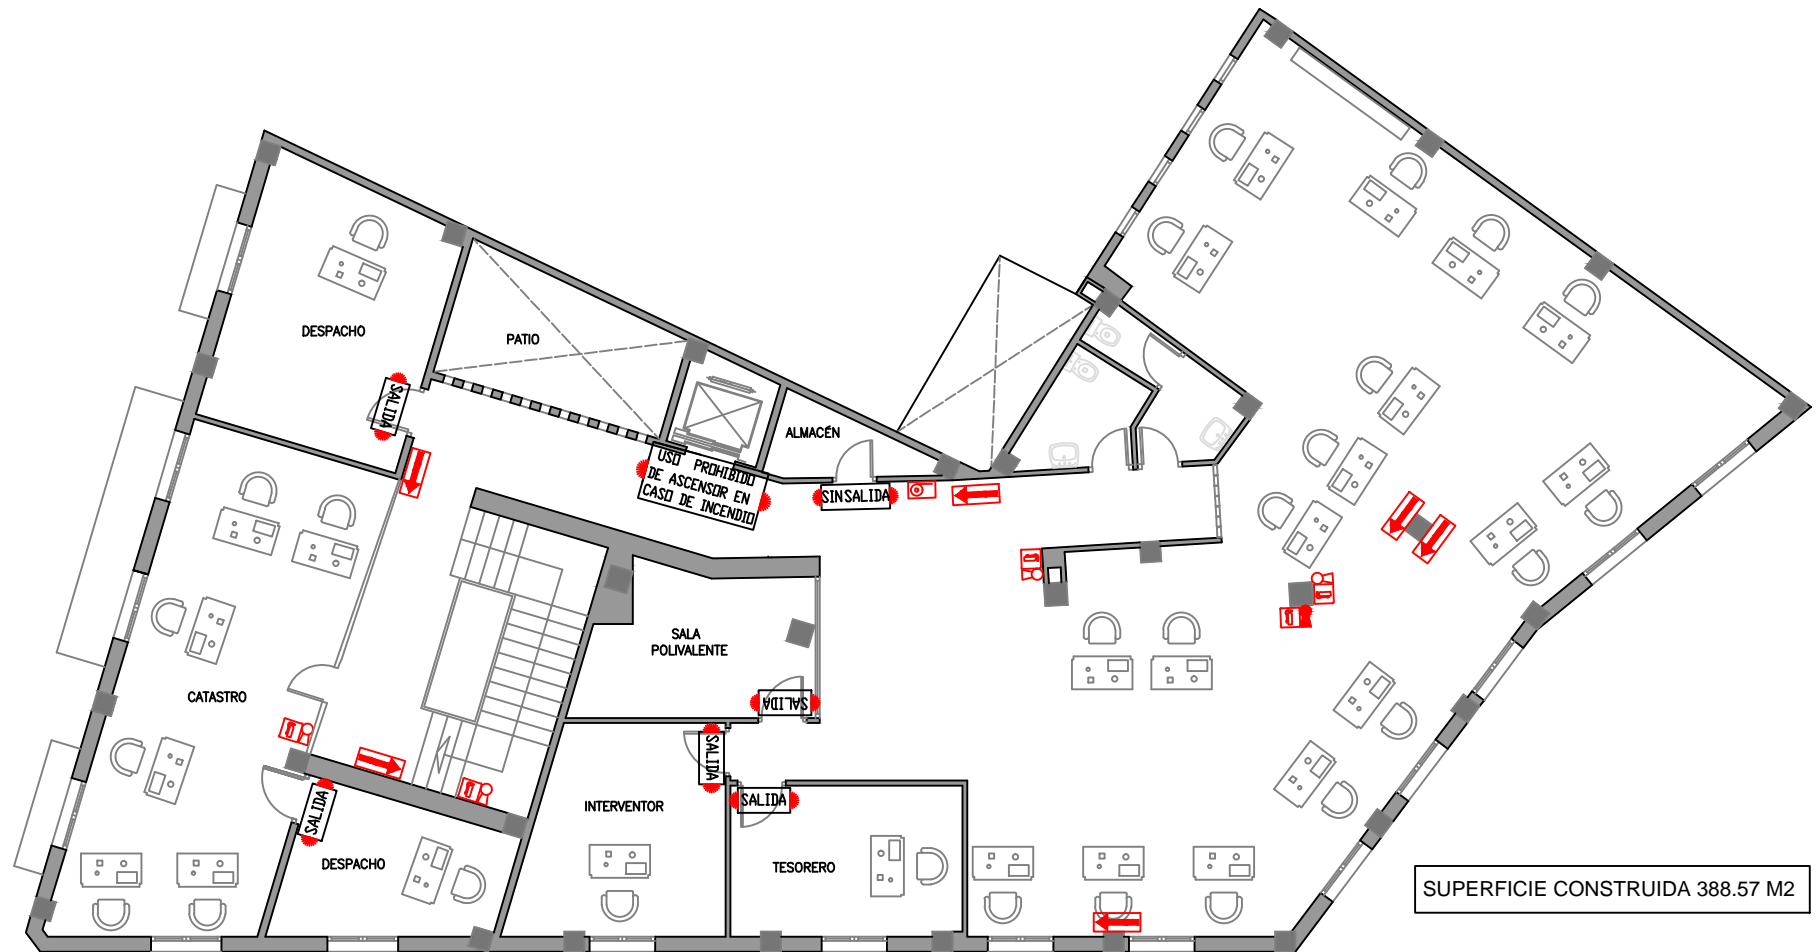 DESPACHO
PATIO
SALIDA
ALMACÉN
USO PROHIBIDO
DE ASCENSOR EN
CASO DE INCENDIO
SIN SALIDA
SALA
POLIVALENTE
CATASTRO
SALIDA
SALIDA
SALIDA
SALIDA
INTERVENTOR
DESPACHO
TESORERO
SUPERFICIE CONSTRUIDA 388.57 M2